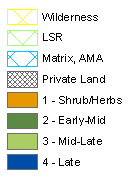 Wilderness
LSR
Matrix, AMA
Private Land
1 - Shrub/Herbs
2 - Early-Mid
3 - Mid-Late
4 - Late